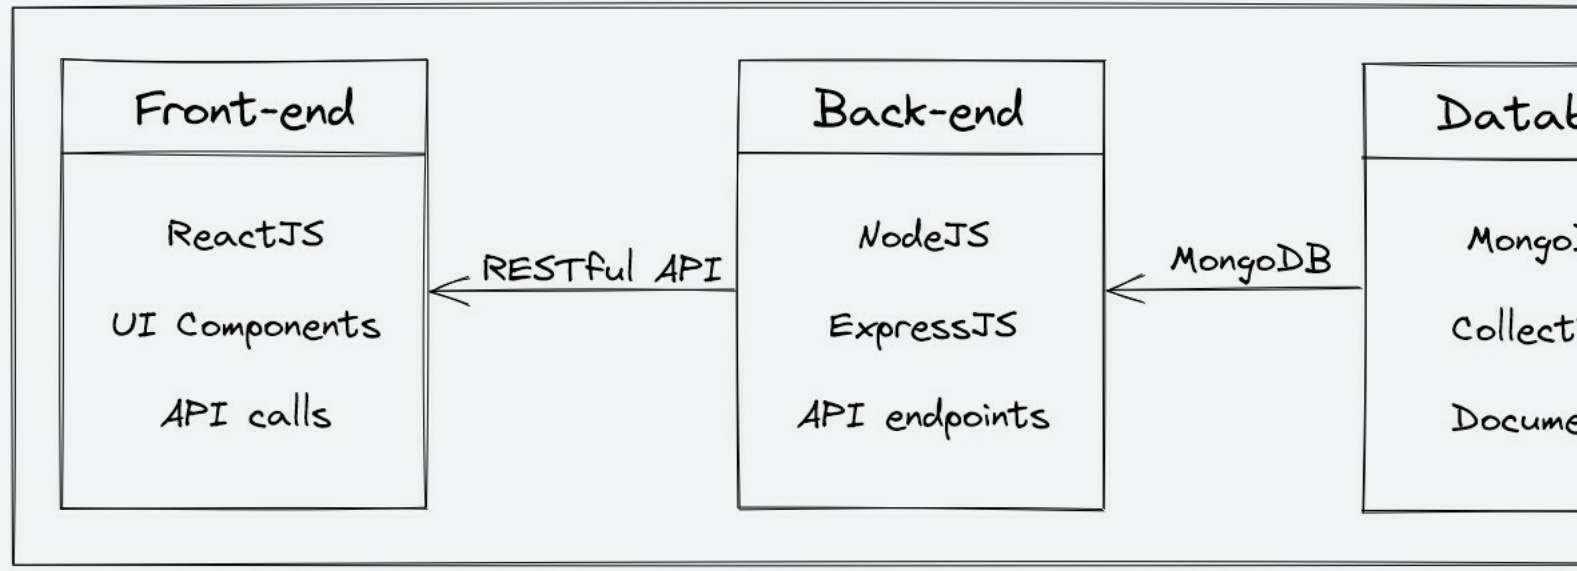 Front-end
ReactJS
UI Components
API calls
RESTful API
Back-end
NodeJS
ExpressJS
API endpoints
MongoDB